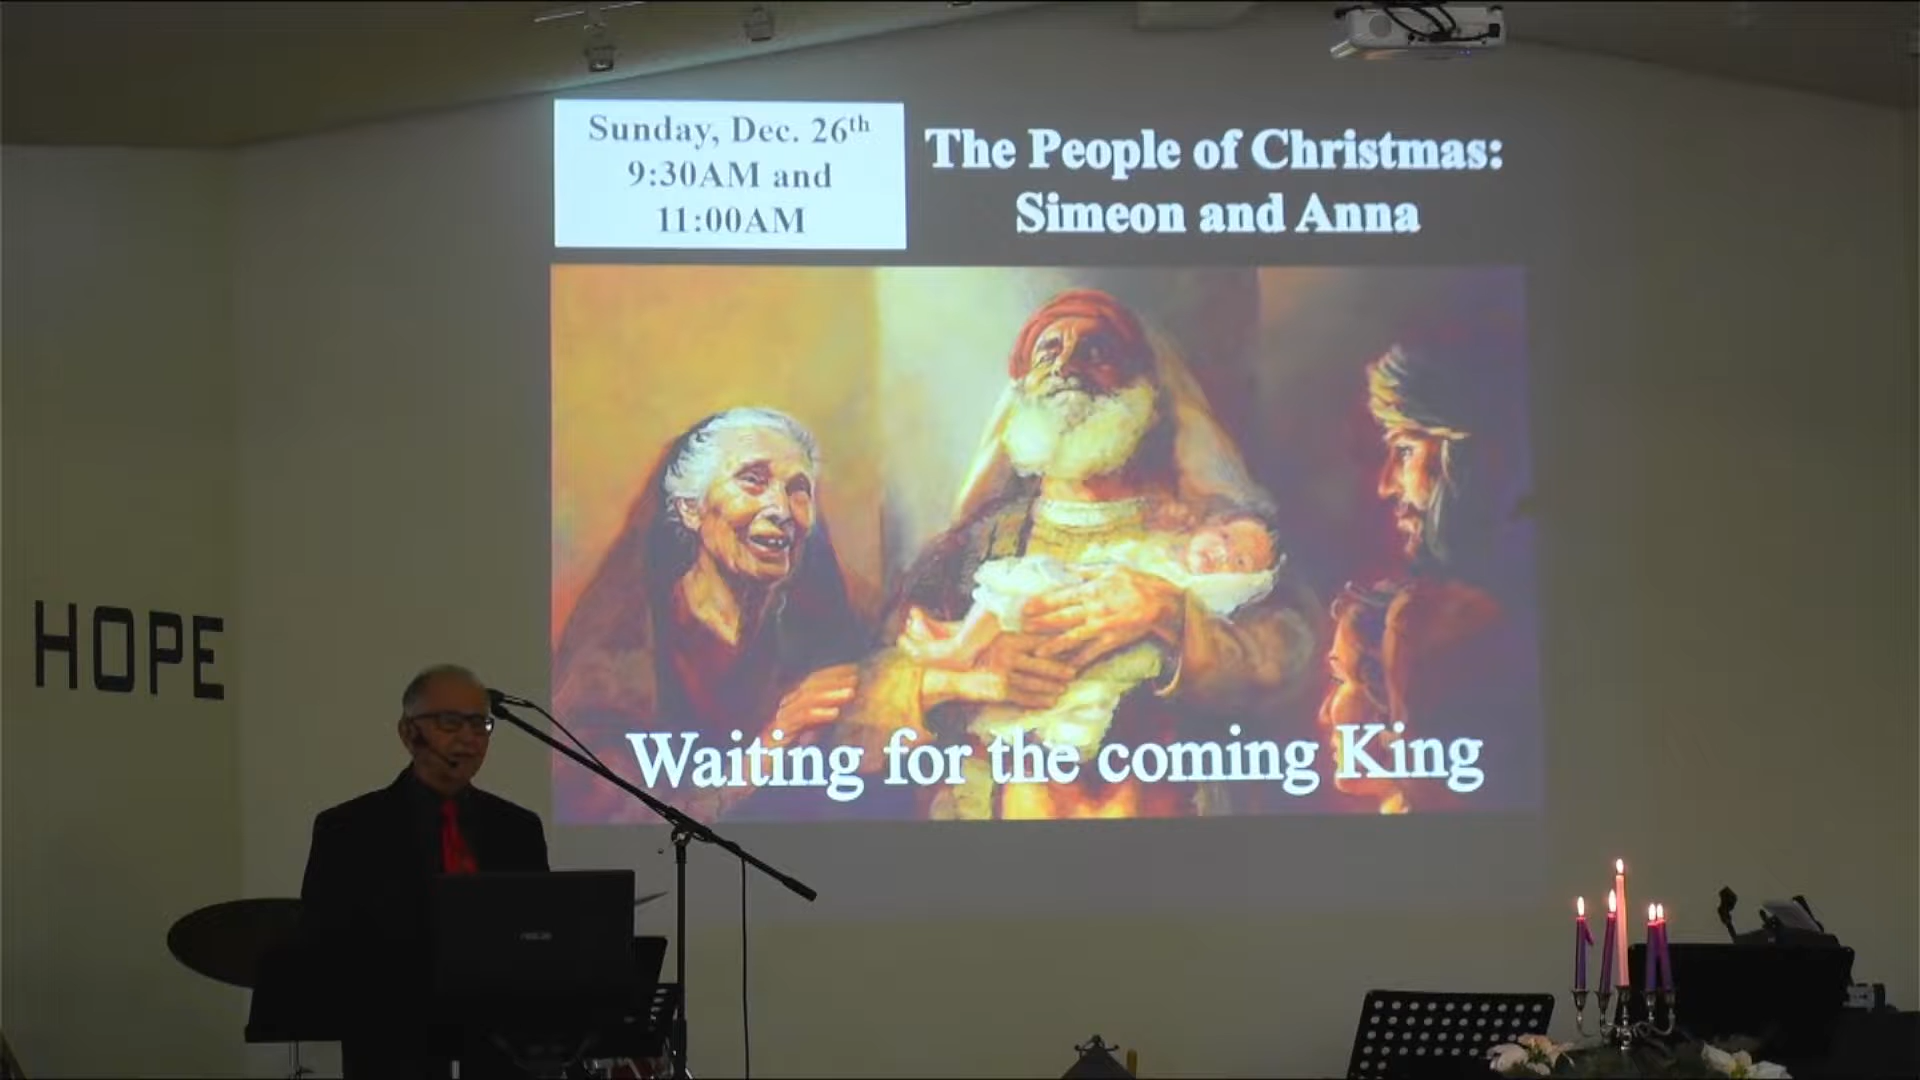 Sunday, Dec. 26th
9:30AM and
11:00AM
The People of Christmas:
Simeon and Anna
Waiting for the coming King
HOPE
ASUS